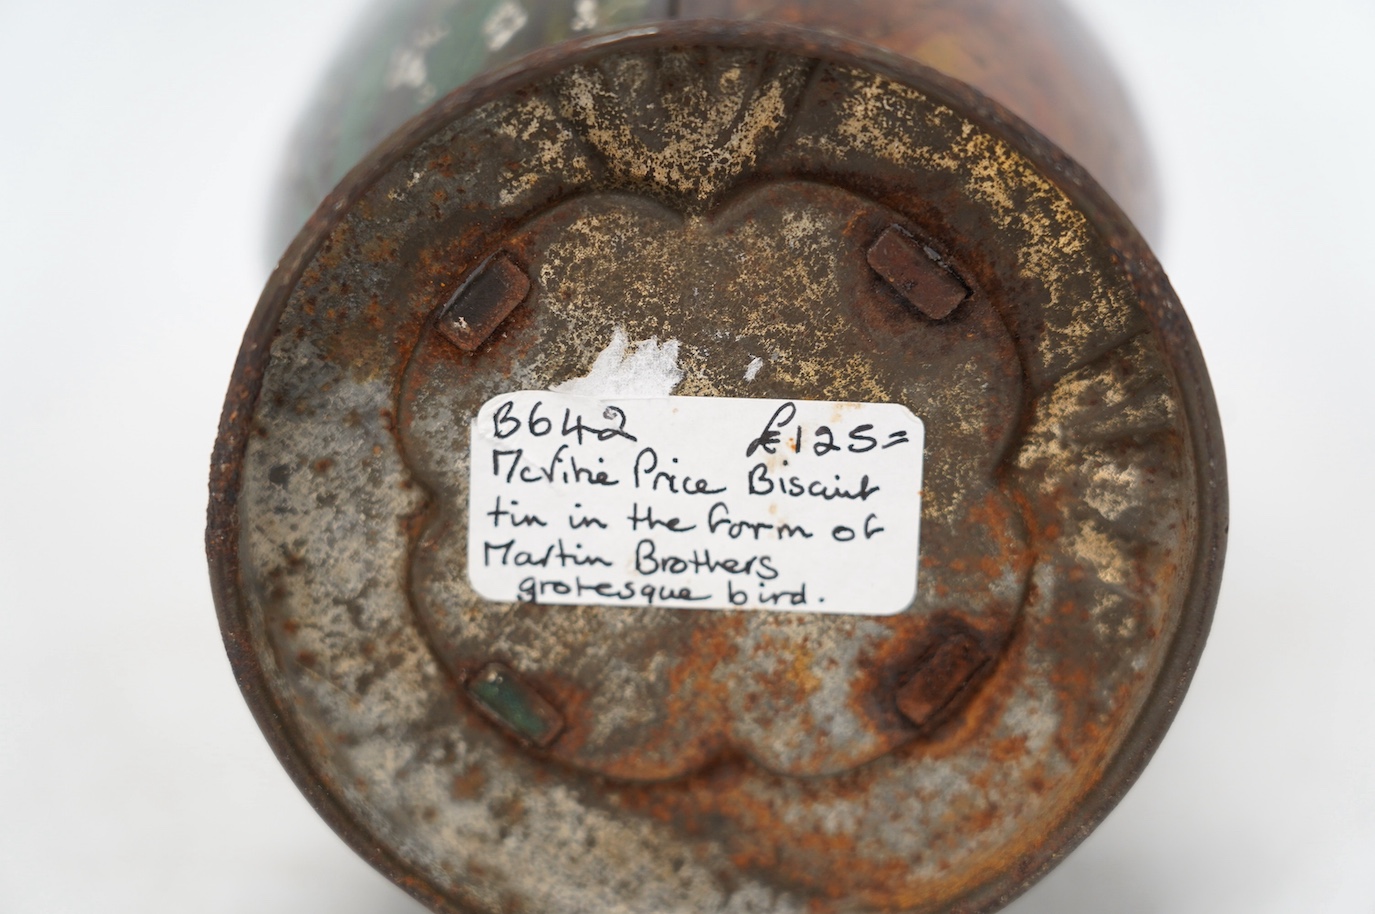 B642 £125=
McVitie Price Biscuit
tin in the form of
Martin Brothers
grotesque bird.